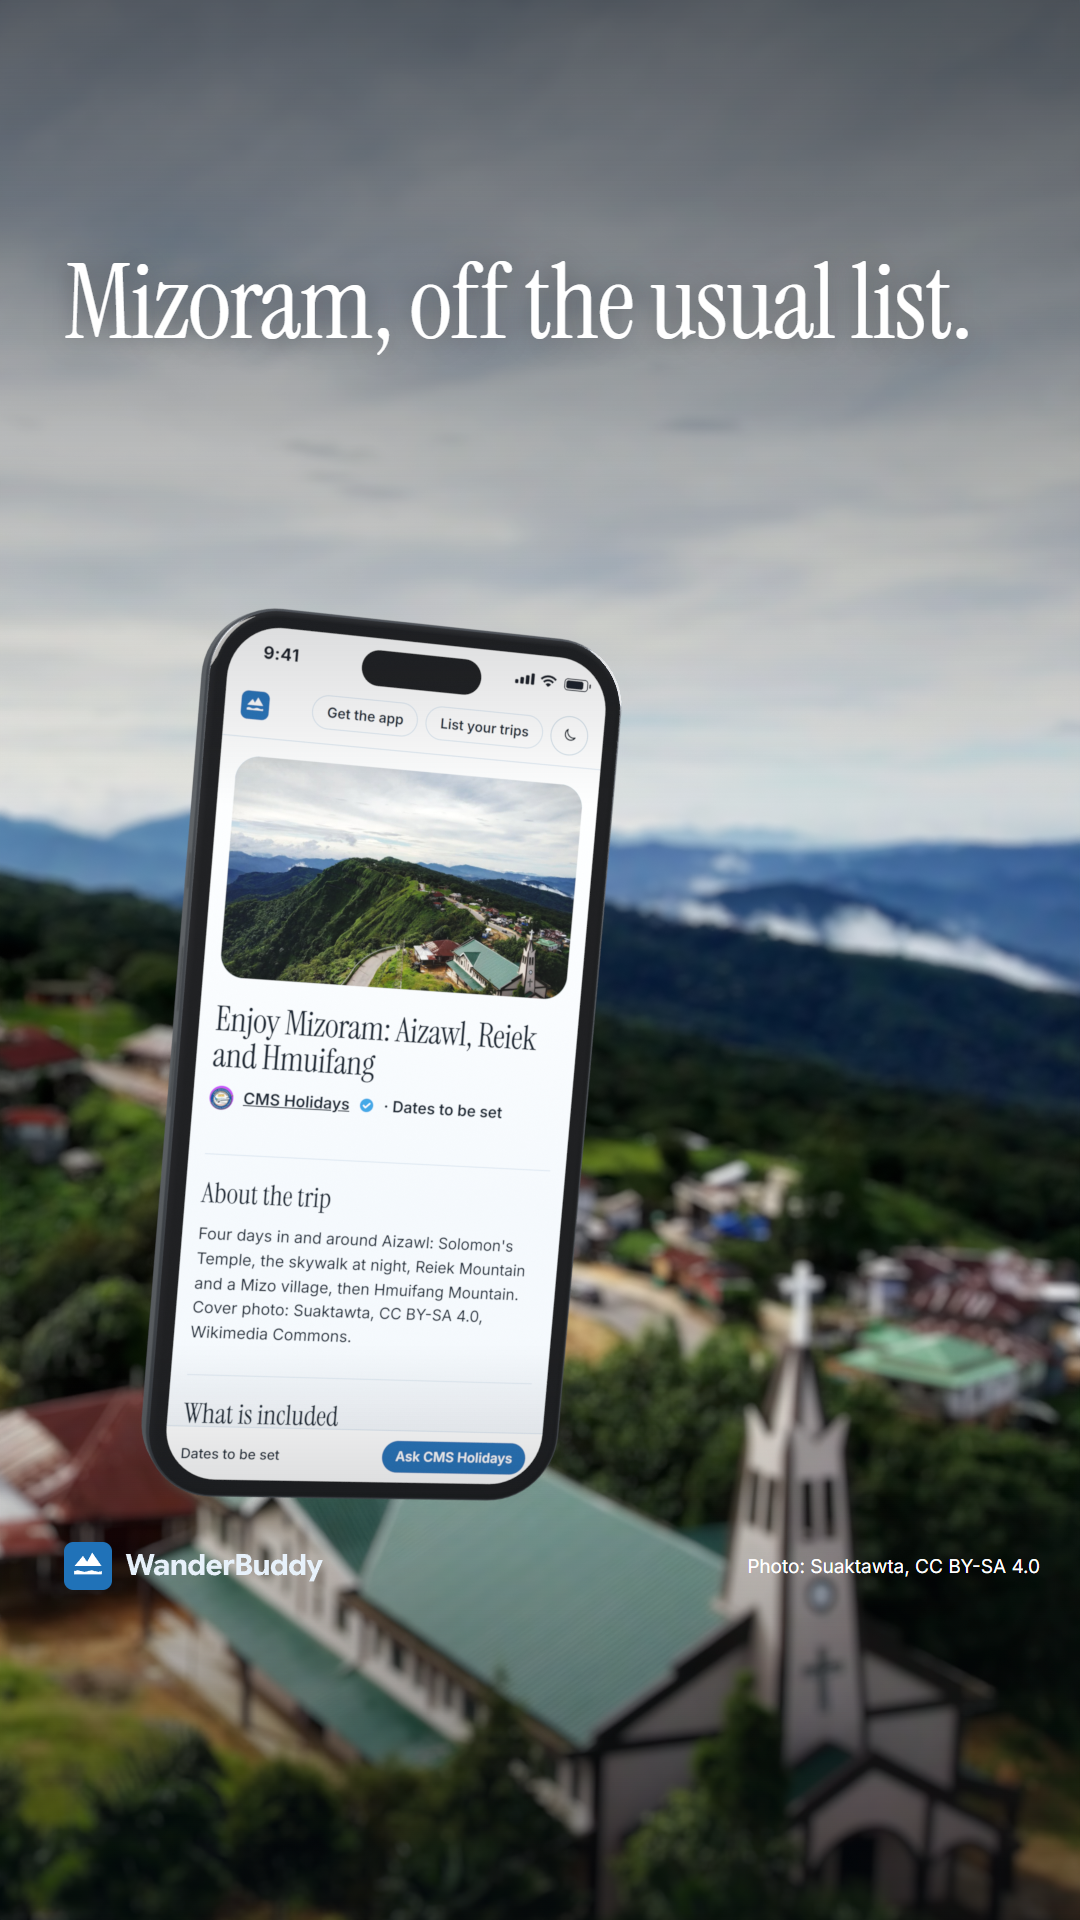 Mizoram, off the usual list.
9:41
Get the app
List your trips
Enjoy Mizoram: Aizawl, Reiek
and Hmuifang
CMS Holidays · Dates to be set
About the trip
Four days in and around Aizawl: Solomon's
Temple, the skywalk at night, Reiek Mountain
and a Mizo village, then Hmuifang Mountain.
Cover photo: Suaktawta, CC BY-SA 4.0,
Wikimedia Commons.
What is included
Dates to be set
Ask CMS Holidays
WanderBuddy
Photo: Suaktawta, CC BY-SA 4.0